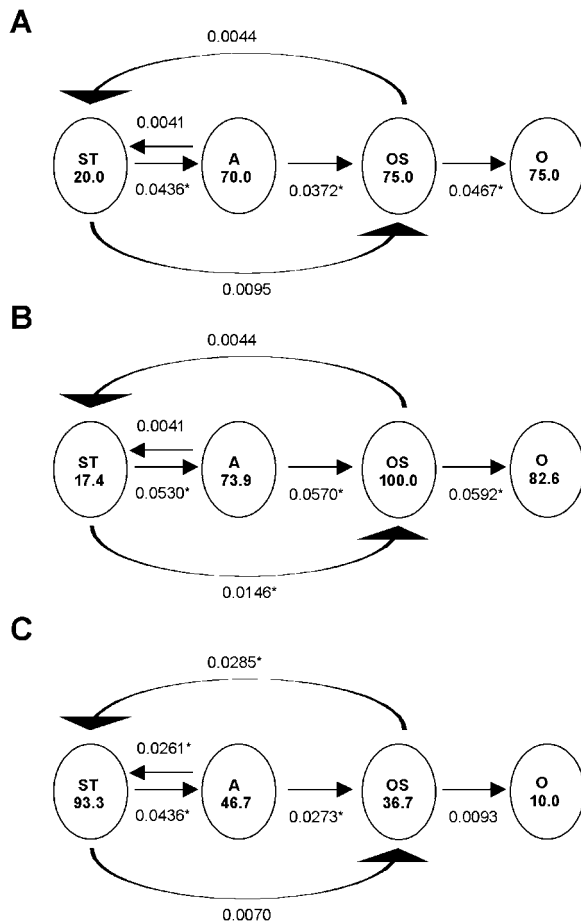 A
0.0044
0.0041
ST A OS O
20.0 70.0 75.0 75.0
0.0436* 0.0372* 0.0467*
0.0095
B
0.0044
0.0041
ST A OS O
17.4 73.9 100.0 82.6
0.0530* 0.0570* 0.0592*
0.0146*
C
0.0285*
0.0261*
ST A OS O
93.3 46.7 36.7 10.0
0.0436* 0.0273* 0.0093
0.0070